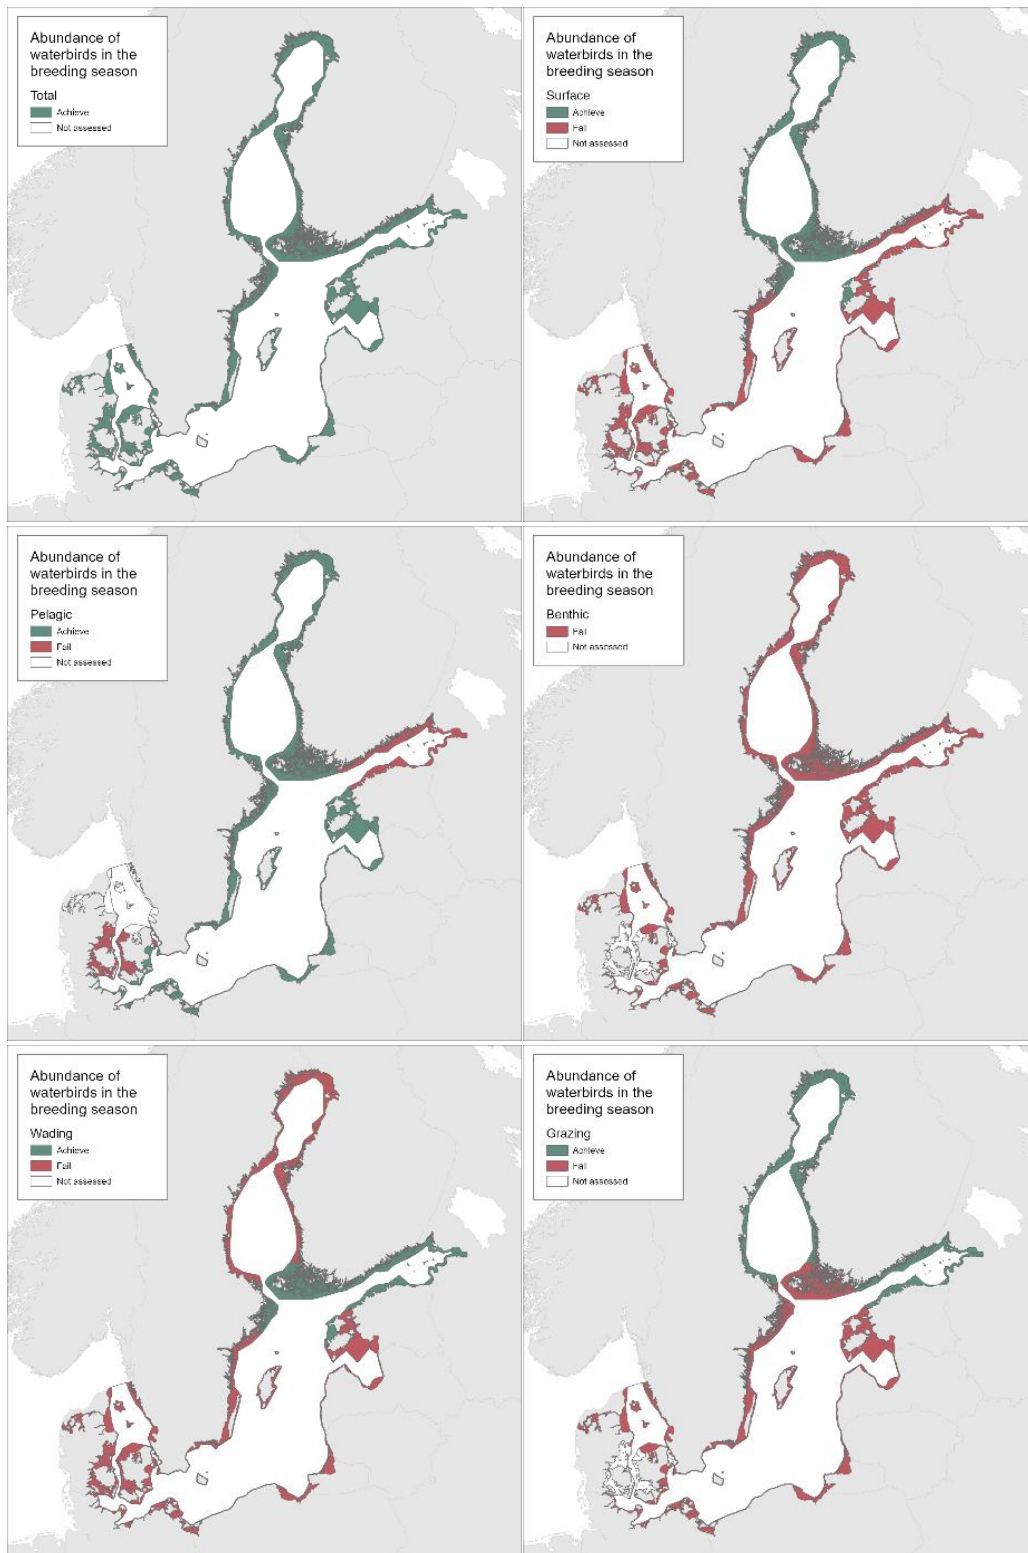 Abundance of
waterbirds in the
breeding season
Total
Achieve
Not assessed
Abundance of
waterbirds in the
breeding season
Surface
Achieve
Fail
Not assessed
Abundance of
waterbirds in the
breeding season
Pelagic
Achieve
Fail
Not assessed
Abundance of
waterbirds in the
breeding season
Benthic
Fail
Not assessed
Abundance of
waterbirds in the
breeding season
Wading
Achieve
Fail
Not assessed
Abundance of
waterbirds in the
breeding season
Grazing
Achieve
Fail
Not assessed